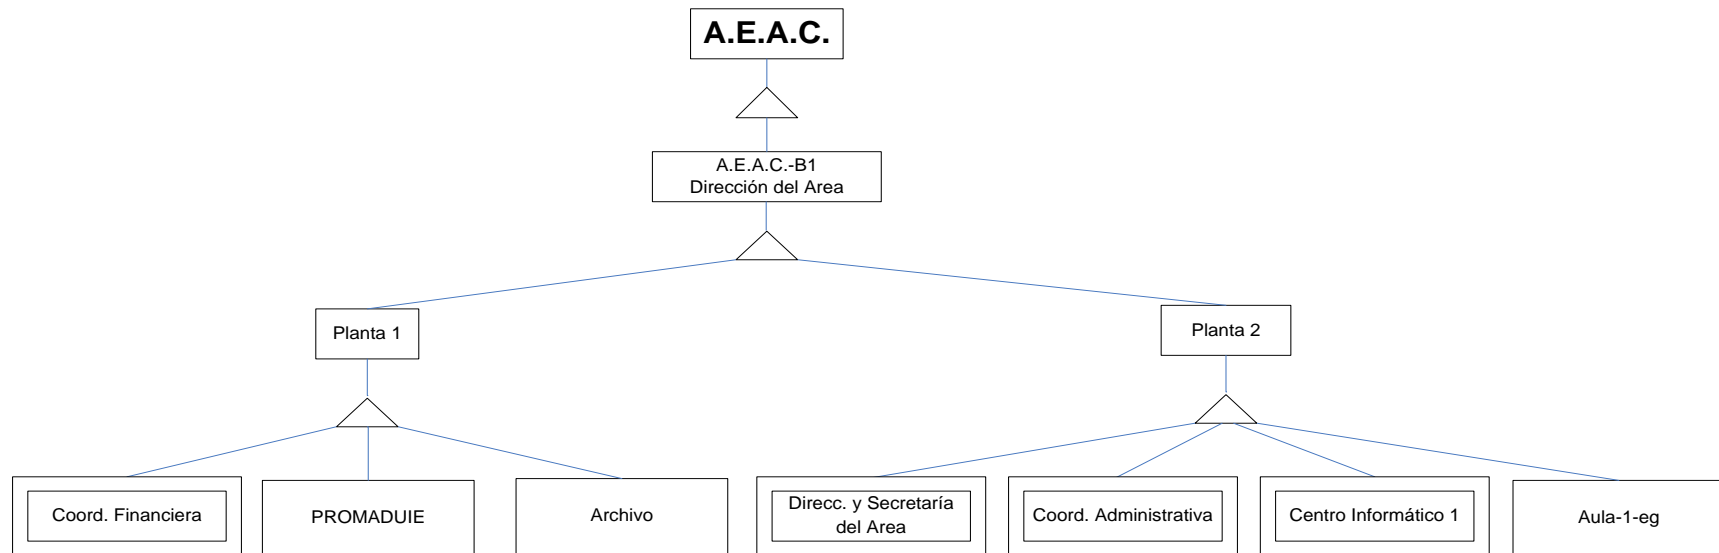 A.E.A.C.
A.E.A.C.-B1
Dirección del Area
Planta 1
Planta 2
Coord. Financiera
PROMADUIE
Archivo
Direcc. y Secretaría
del Area
Coord. Administrativa
Centro Informático 1
Aula-1-eg